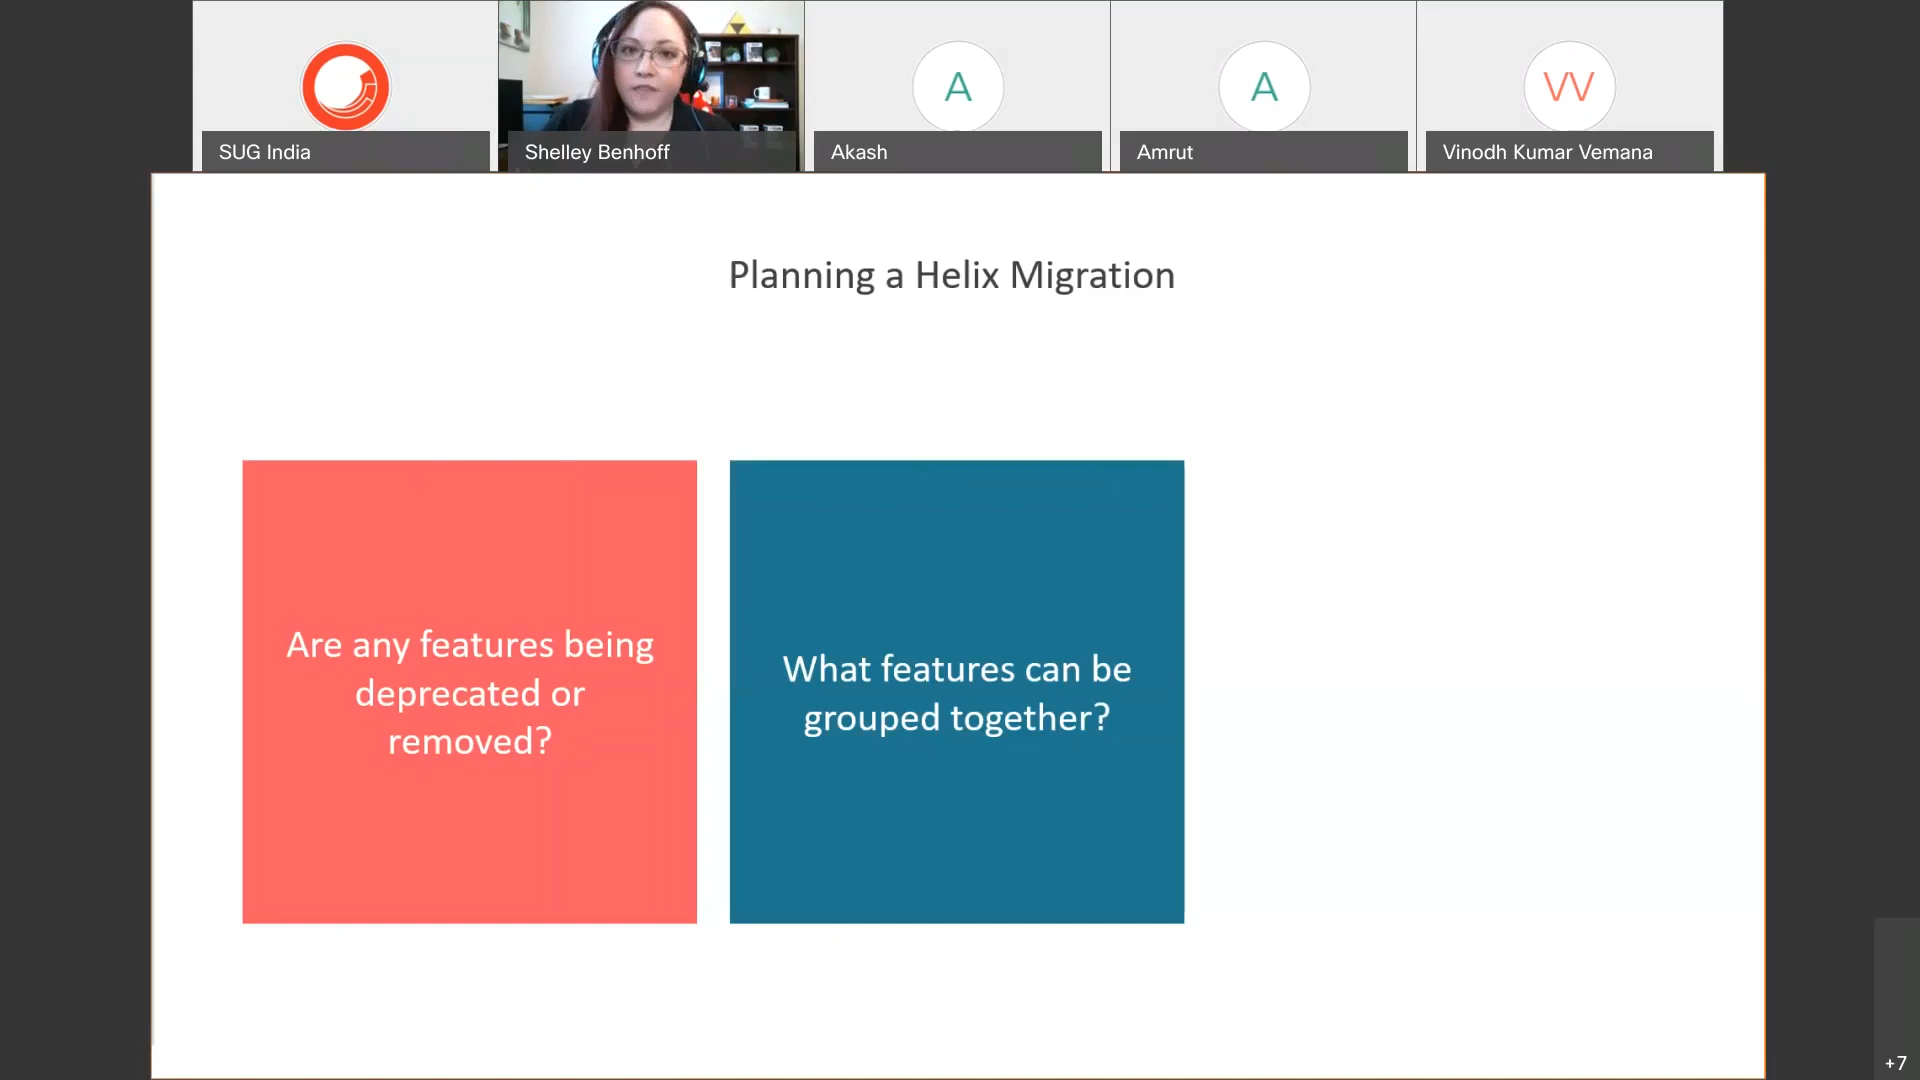 SUG India
Shelley Benhoff
A
Akash
A
Amrut
VV
Vinodh Kumar Vemana
Planning a Helix Migration
Are any features being
deprecated or
removed?
What features can be
grouped together?
+7